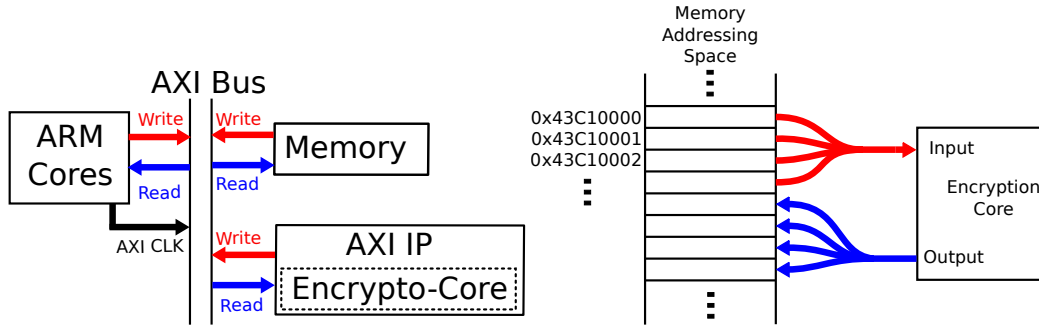 AXI Bus
ARM
Cores
Write
Read
AXI CLK
Write
Memory
Read
Write
AXI IP
Encrypto-Core
Read
Memory
Addressing
Space
0x43C10000
0x43C10001
0x43C10002
Input
Encryption
Core
Output